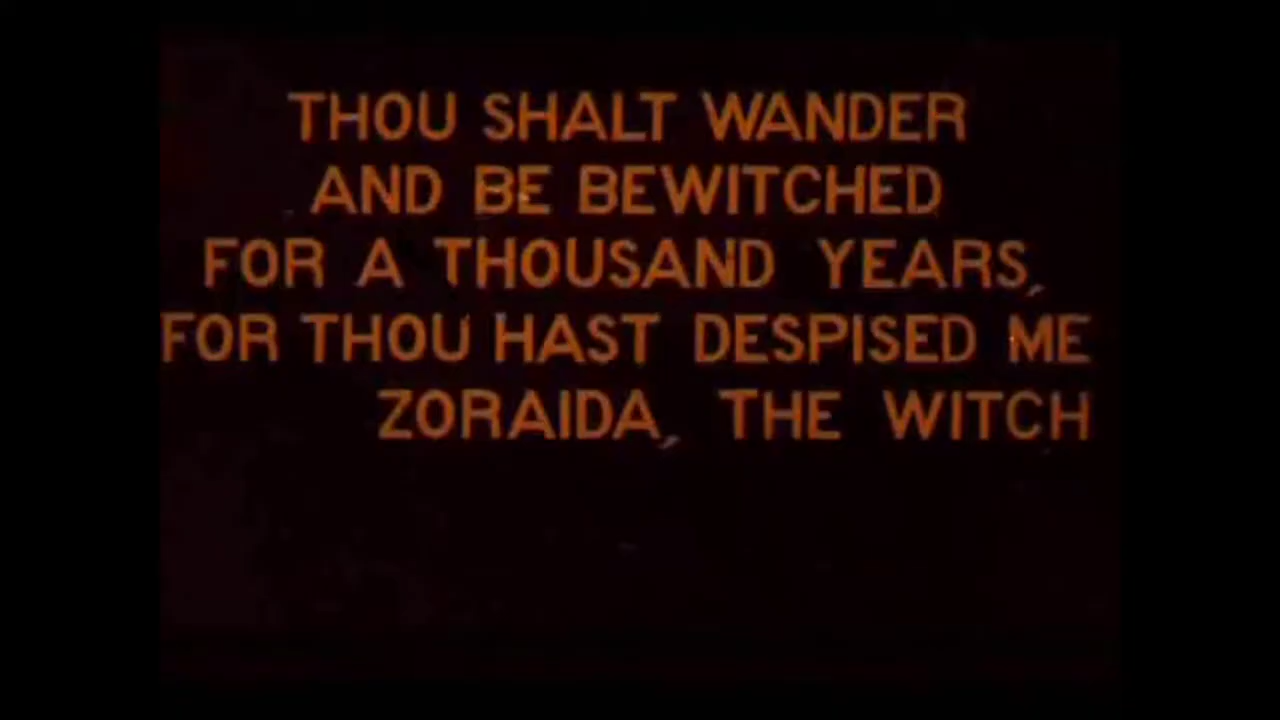 THOU SHALT WANDER
AND BE BEWITCHED
FOR A THOUSAND YEARS,
FOR THOU HAST DESPISED ME
ZORAIDA, THE WITCH